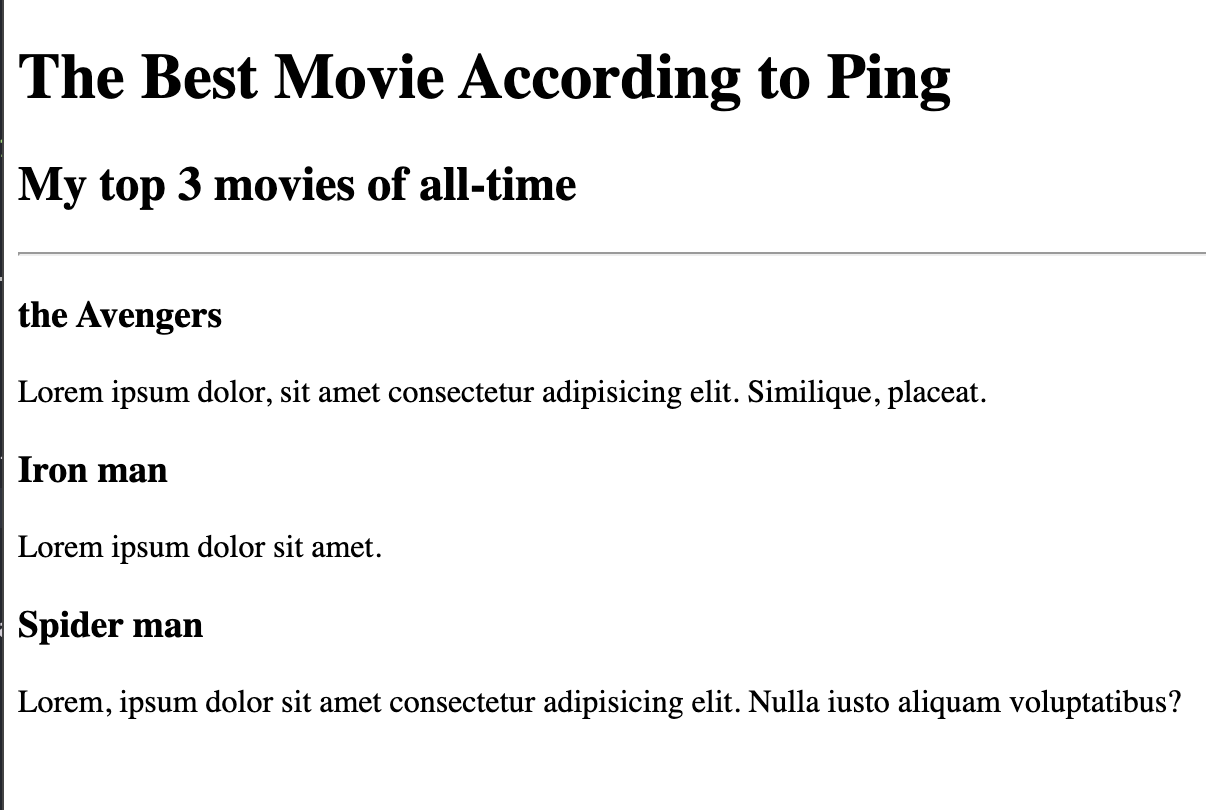 The Best Movie According to Ping
My top 3 movies of all-time
the Avengers
Lorem ipsum dolor, sit amet consectetur adipisicing elit. Similique, placeat.
Iron man
Lorem ipsum dolor sit amet.
Spider man
Lorem, ipsum dolor sit amet consectetur adipisicing elit. Nulla iusto aliquam voluptatibus?